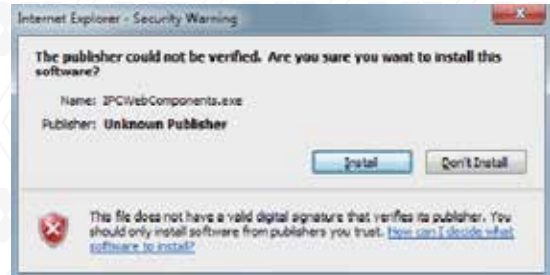 Internet Explorer - Security Warning
The publisher could not be verified. Are you sure you want to install this
software?
Name: IPCWebComponents.exe
Publisher: Unknown Publisher
Install
Don't Install
This file does not have a valid digital signature that verifies its publisher. You
should only install software from publishers you trust. How can I decide what
software to install?